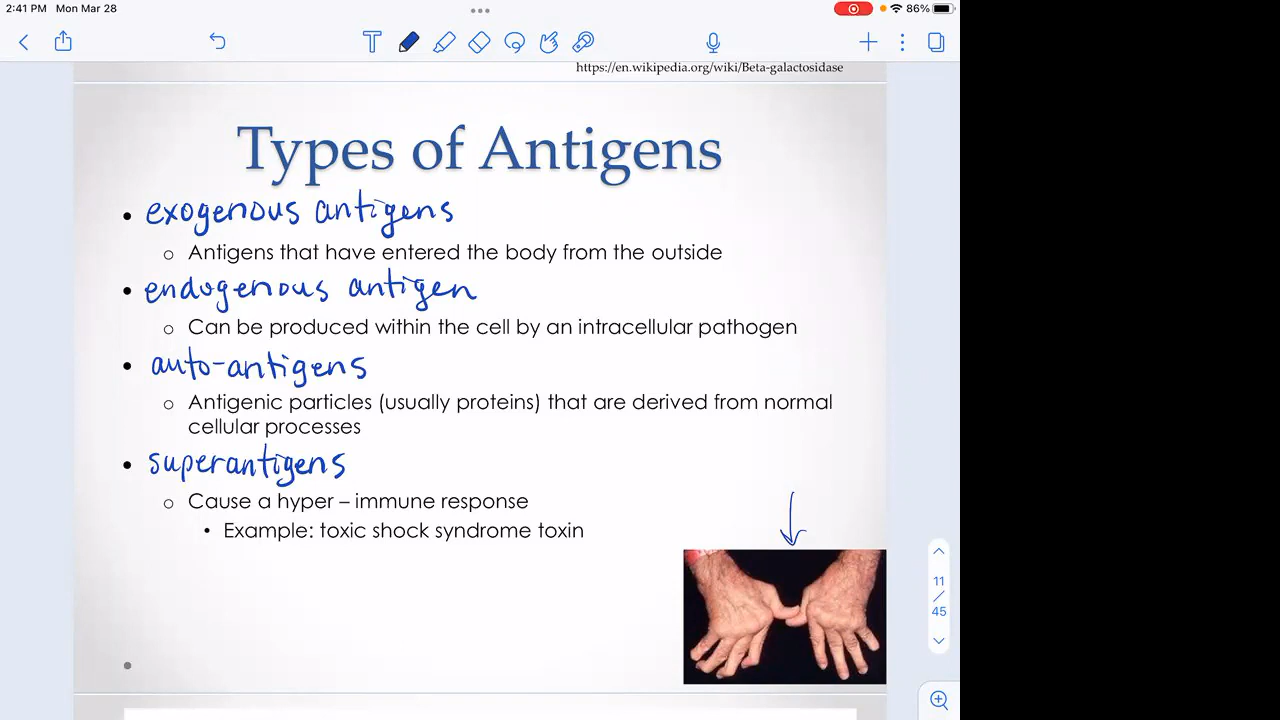 2:41 PM Mon Mar 28
86%
T
https://en.wikipedia.org/wiki/Beta-galactosidase
Types of Antigens
• exogenous antigens
o Antigens that have entered the body from the outside
• endogenous antigen
o Can be produced within the cell by an intracellular pathogen
• auto-antigens
o Antigenic particles (usually proteins) that are derived from normal
cellular processes
• superantigens
o Cause a hyper – immune response
• Example: toxic shock syndrome toxin
11
/
45